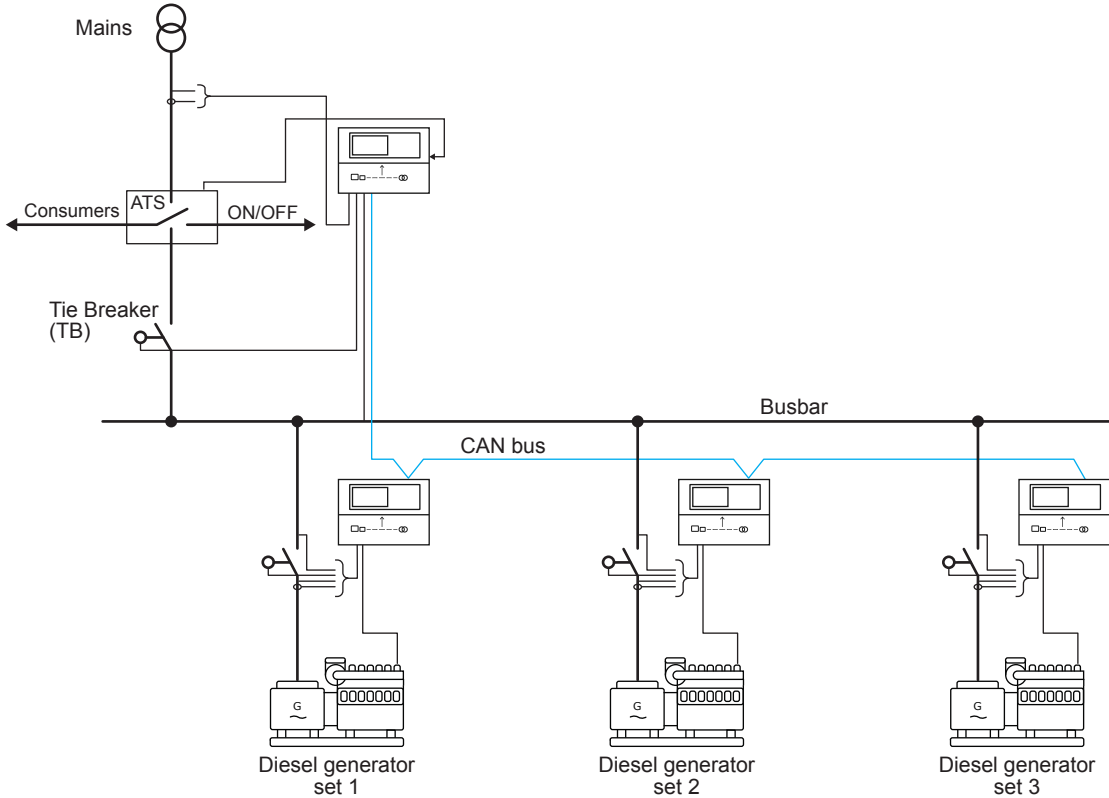 Mains
ATS
Consumers
ON/OFF
Tie Breaker
(TB)
Busbar
CAN bus
G
G
G
Diesel generator
set 1
Diesel generator
set 2
Diesel generator
set 3